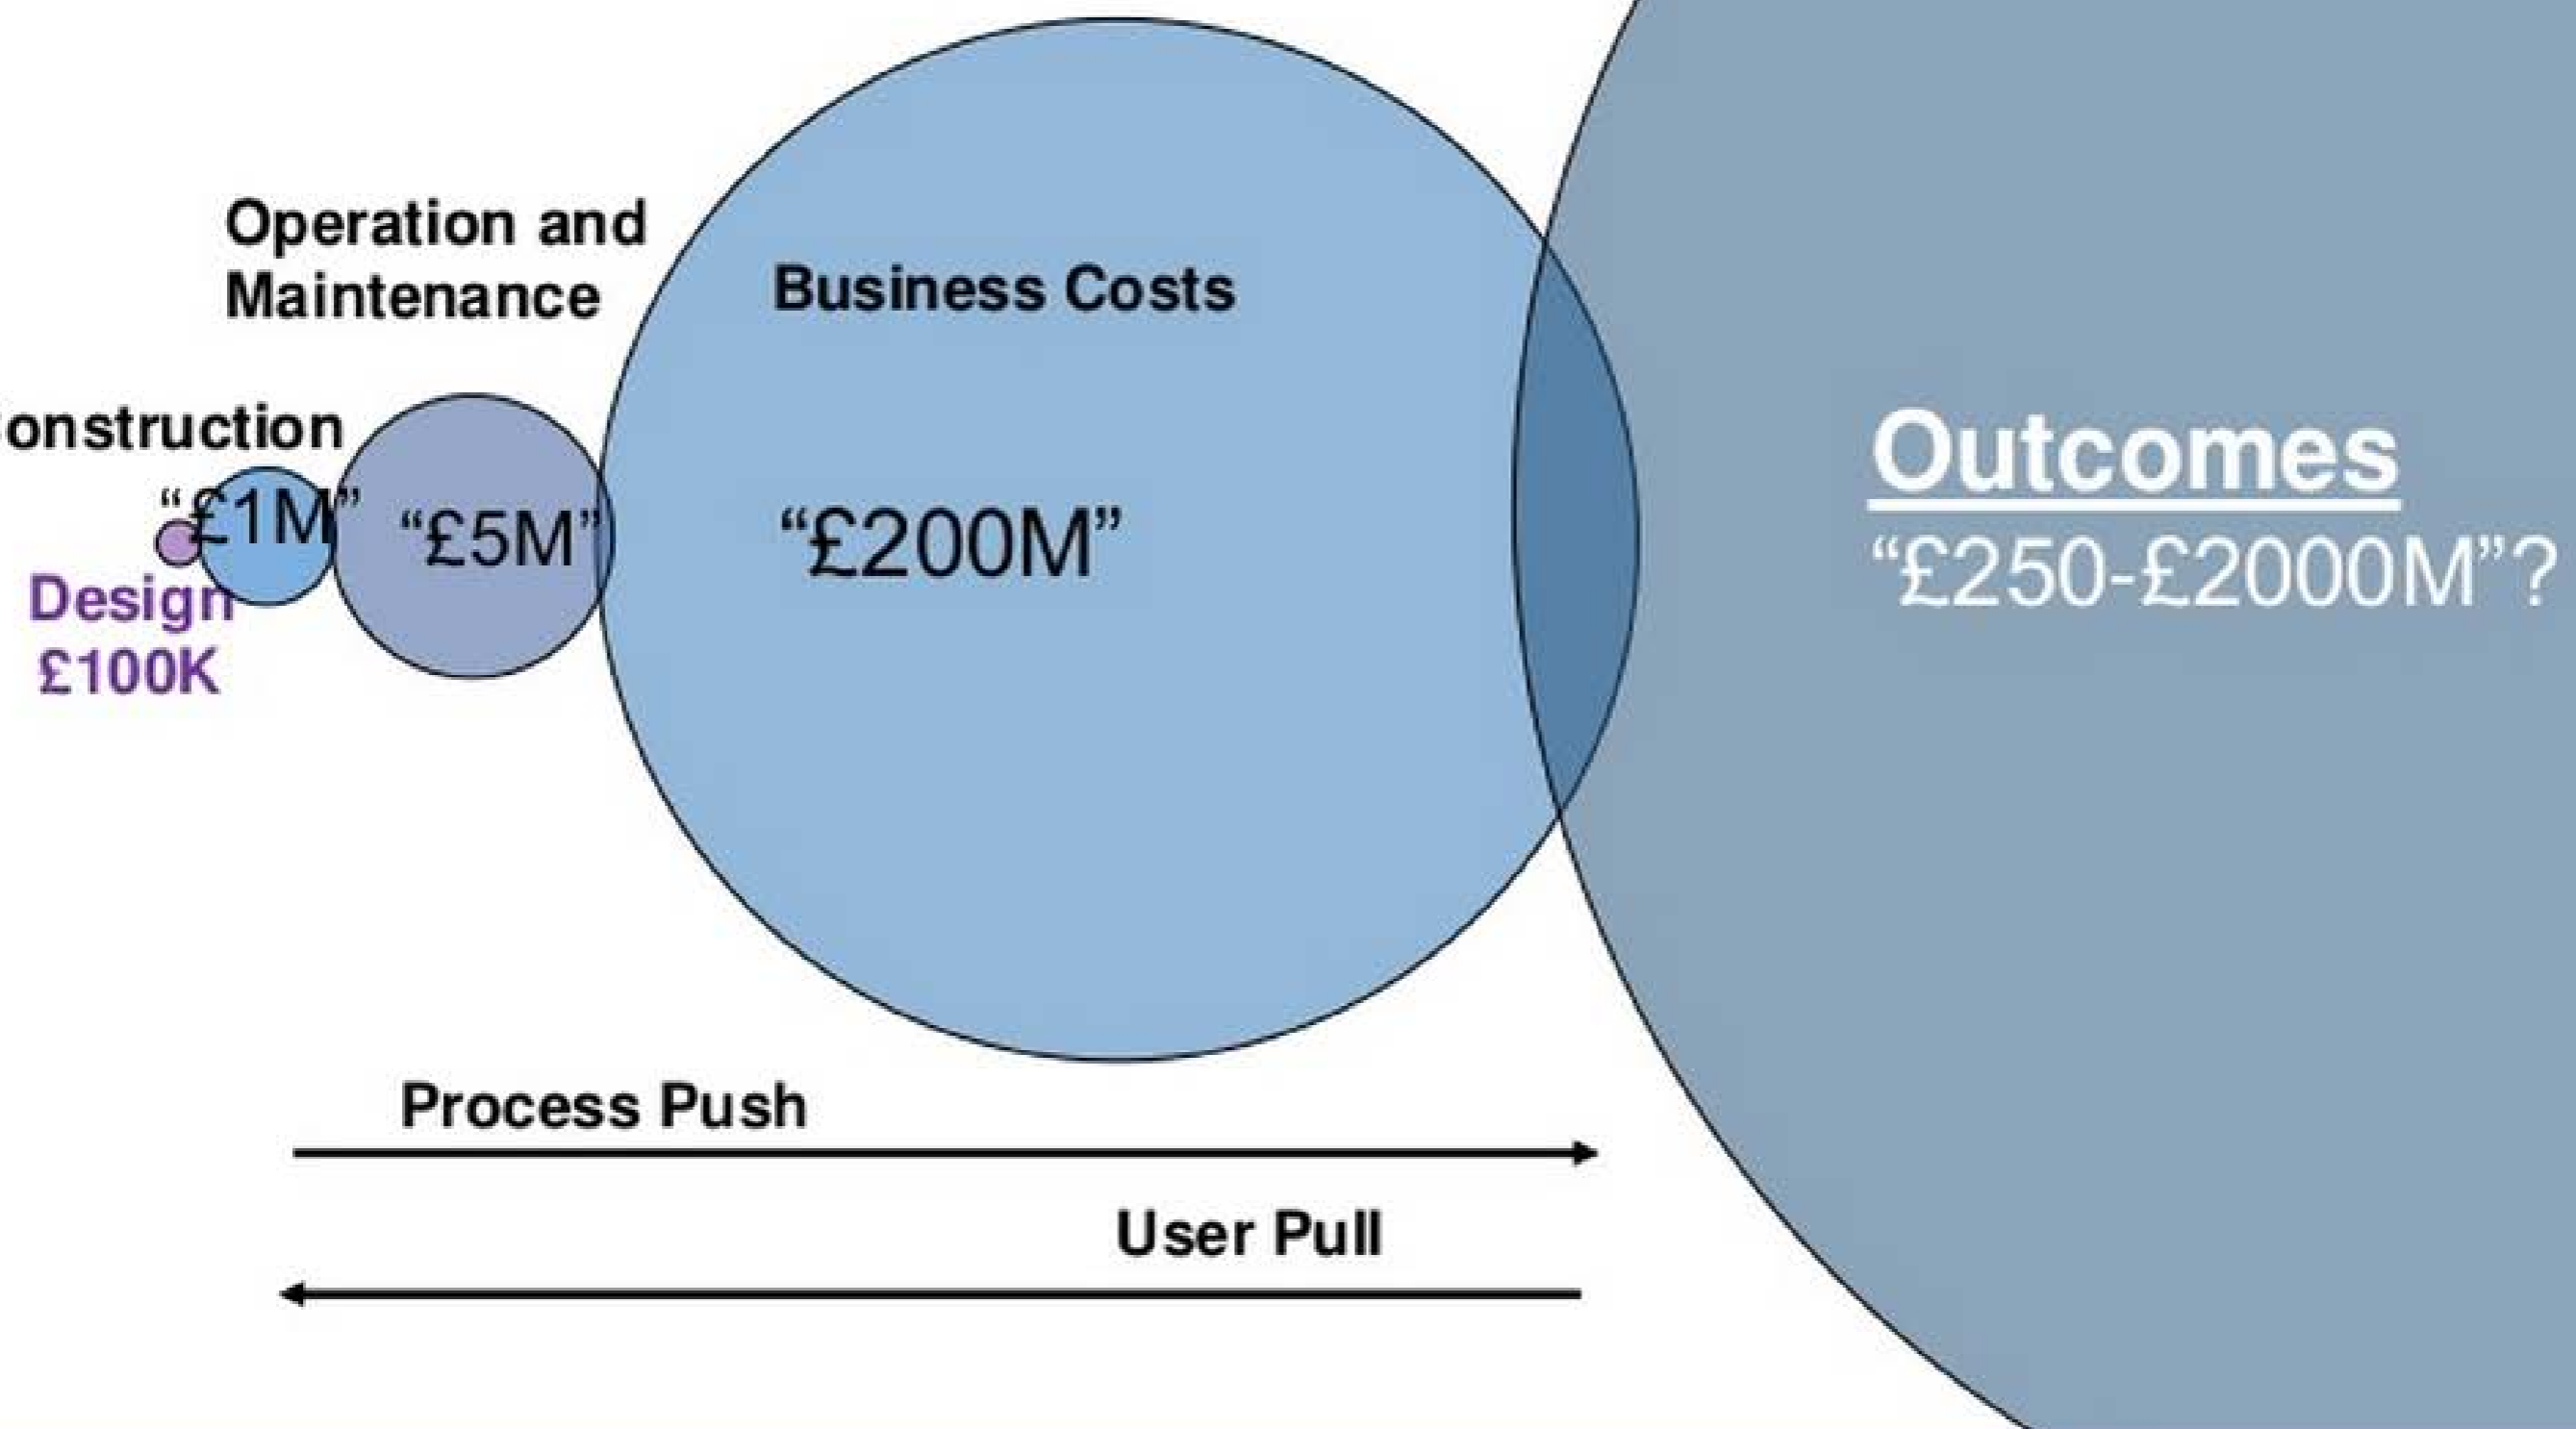 Operation and
Maintenance
Business Costs
onstruction
“£1M”
“£5M”
“£200M”
Outcomes
“£250-£2000M”?
Design
£100K
Process Push
User Pull